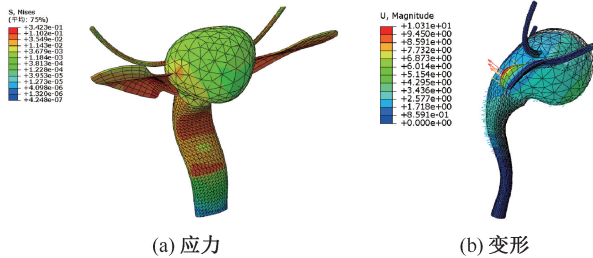 S, Mises
(平均: 75%)
+3.423e-01
+1.102e-01
+3.549e-02
+1.143e-02
+3.679e-03
+1.184e-03
+3.813e-04
+1.228e-04
+3.953e-05
+1.273e-05
+4.098e-06
+1.320e-06
+4.248e-07
U, Magnitude
+1.031e+01
+9.450e+00
+8.591e+00
+7.732e+00
+6.873e+00
+6.014e+00
+5.154e+00
+4.295e+00
+3.436e+00
+2.577e+00
+1.718e+00
+8.591e-01
+0.000e+00
(a) 应力
(b) 变形